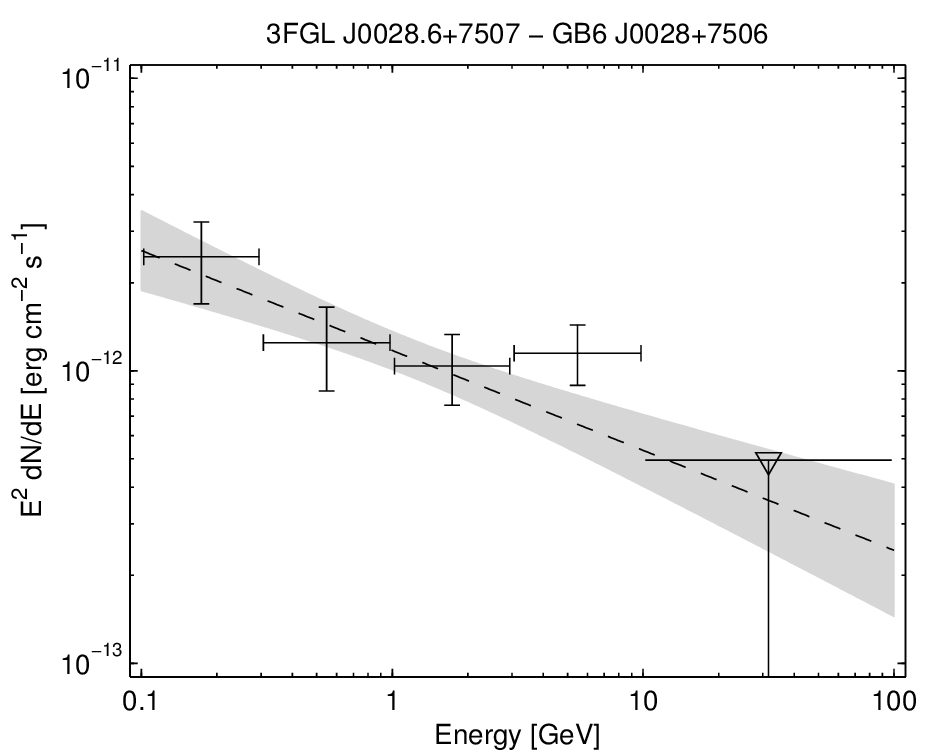 3FGL J0028.6+7507 − GB6 J0028+7506
E² dN/dE [erg cm⁻² s⁻¹]
10⁻¹¹
10⁻¹²
10⁻¹³
0.1 1 10 100
Energy [GeV]